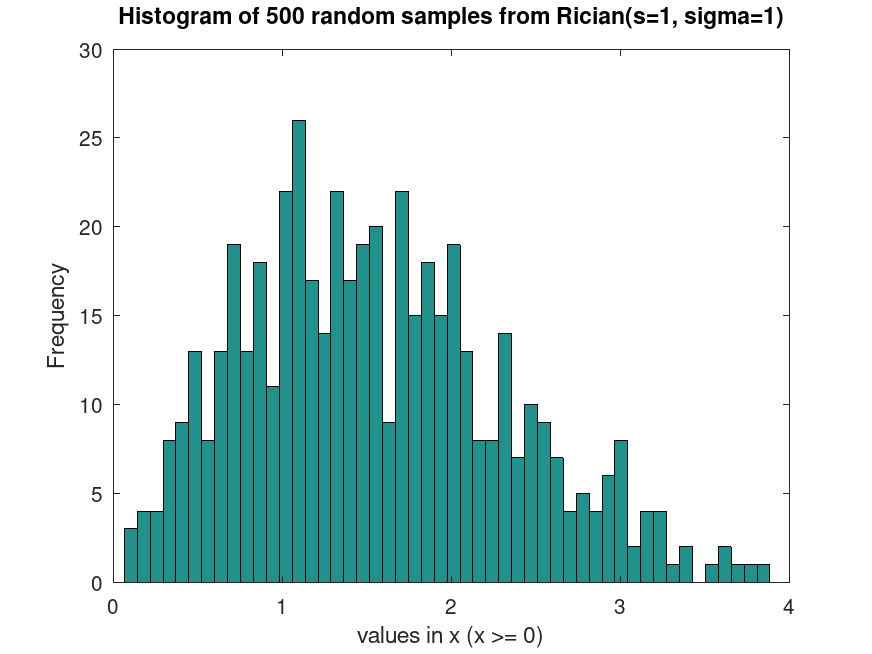 Histogram of 500 random samples from Rician(s=1, sigma=1)
30
25
20
15
10
5
0
Frequency
0 1 2 3 4
values in x (x >= 0)